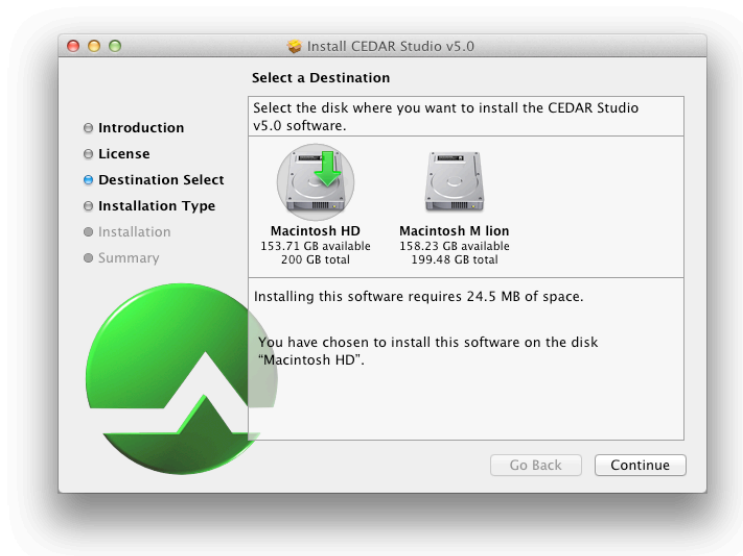 Install CEDAR Studio v5.0
Select a Destination
Introduction
License
Destination Select
Installation Type
Installation
Summary
Select the disk where you want to install the CEDAR Studio
v5.0 software.
Macintosh HD
153.71 GB available
200 GB total
Macintosh M lion
158.23 GB available
199.48 GB total
Installing this software requires 24.5 MB of space.
You have chosen to install this software on the disk
“Macintosh HD”.
Go Back
Continue